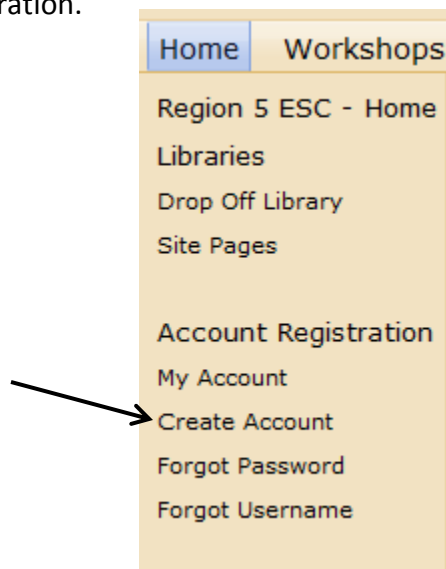 ration.
Home Workshops
Region 5 ESC - Home
Libraries
Drop Off Library
Site Pages
Account Registration
My Account
Create Account
Forgot Password
Forgot Username